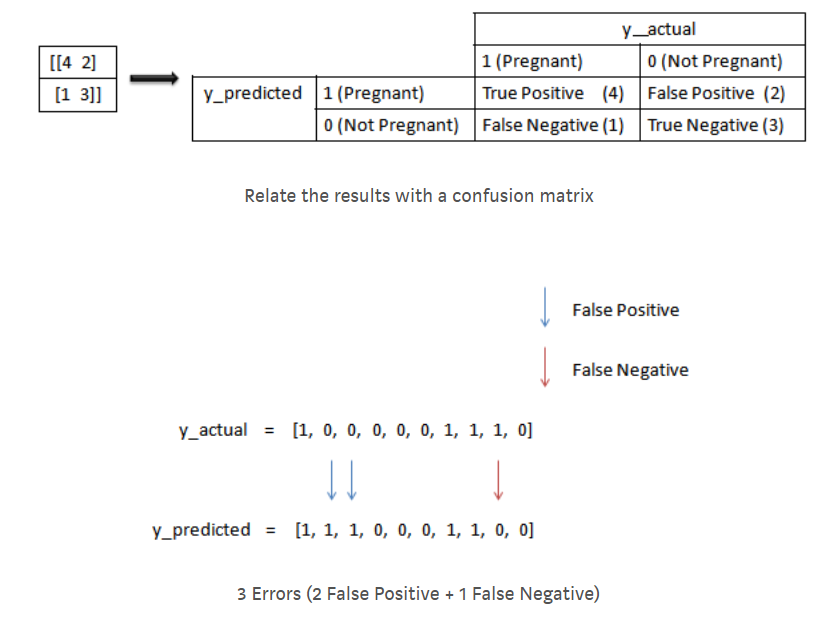 y_actual
[[4 2]
1 (Pregnant) 0 (Not Pregnant)
[1 3]]
y_predicted 1 (Pregnant) True Positive (4) False Positive (2)
0 (Not Pregnant) False Negative (1) True Negative (3)
Relate the results with a confusion matrix
False Positive
False Negative
y_actual = [1, 0, 0, 0, 0, 0, 1, 1, 1, 0]
y_predicted = [1, 1, 1, 0, 0, 0, 1, 1, 0, 0]
3 Errors (2 False Positive + 1 False Negative)